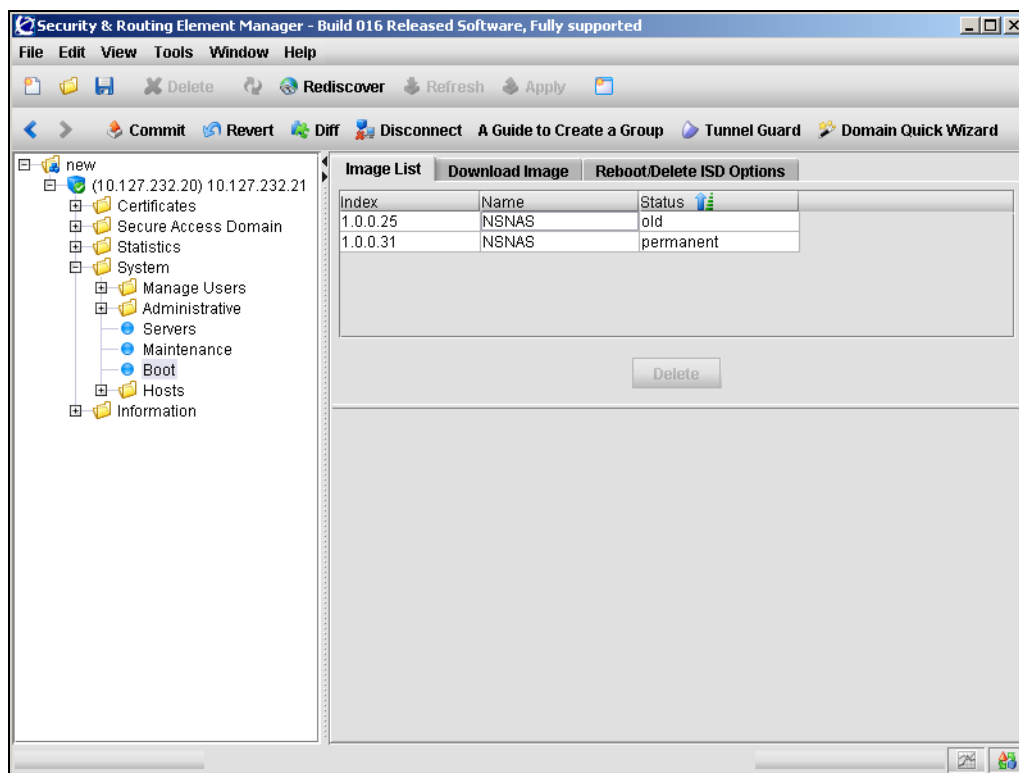 Security & Routing Element Manager - Build 016 Released Software, Fully supported
File Edit View Tools Window Help
Delete Rediscover Refresh Apply
Commit Revert Diff Disconnect A Guide to Create a Group Tunnel Guard Domain Quick Wizard
new
(10.127.232.20) 10.127.232.21
Certificates
Secure Access Domain
Statistics
System
Manage Users
Administrative
Servers
Maintenance
Boot
Hosts
Information
Image List Download Image Reboot/Delete ISD Options
Index Name Status
1.0.0.25 NSNAS old
1.0.0.31 NSNAS permanent
Delete